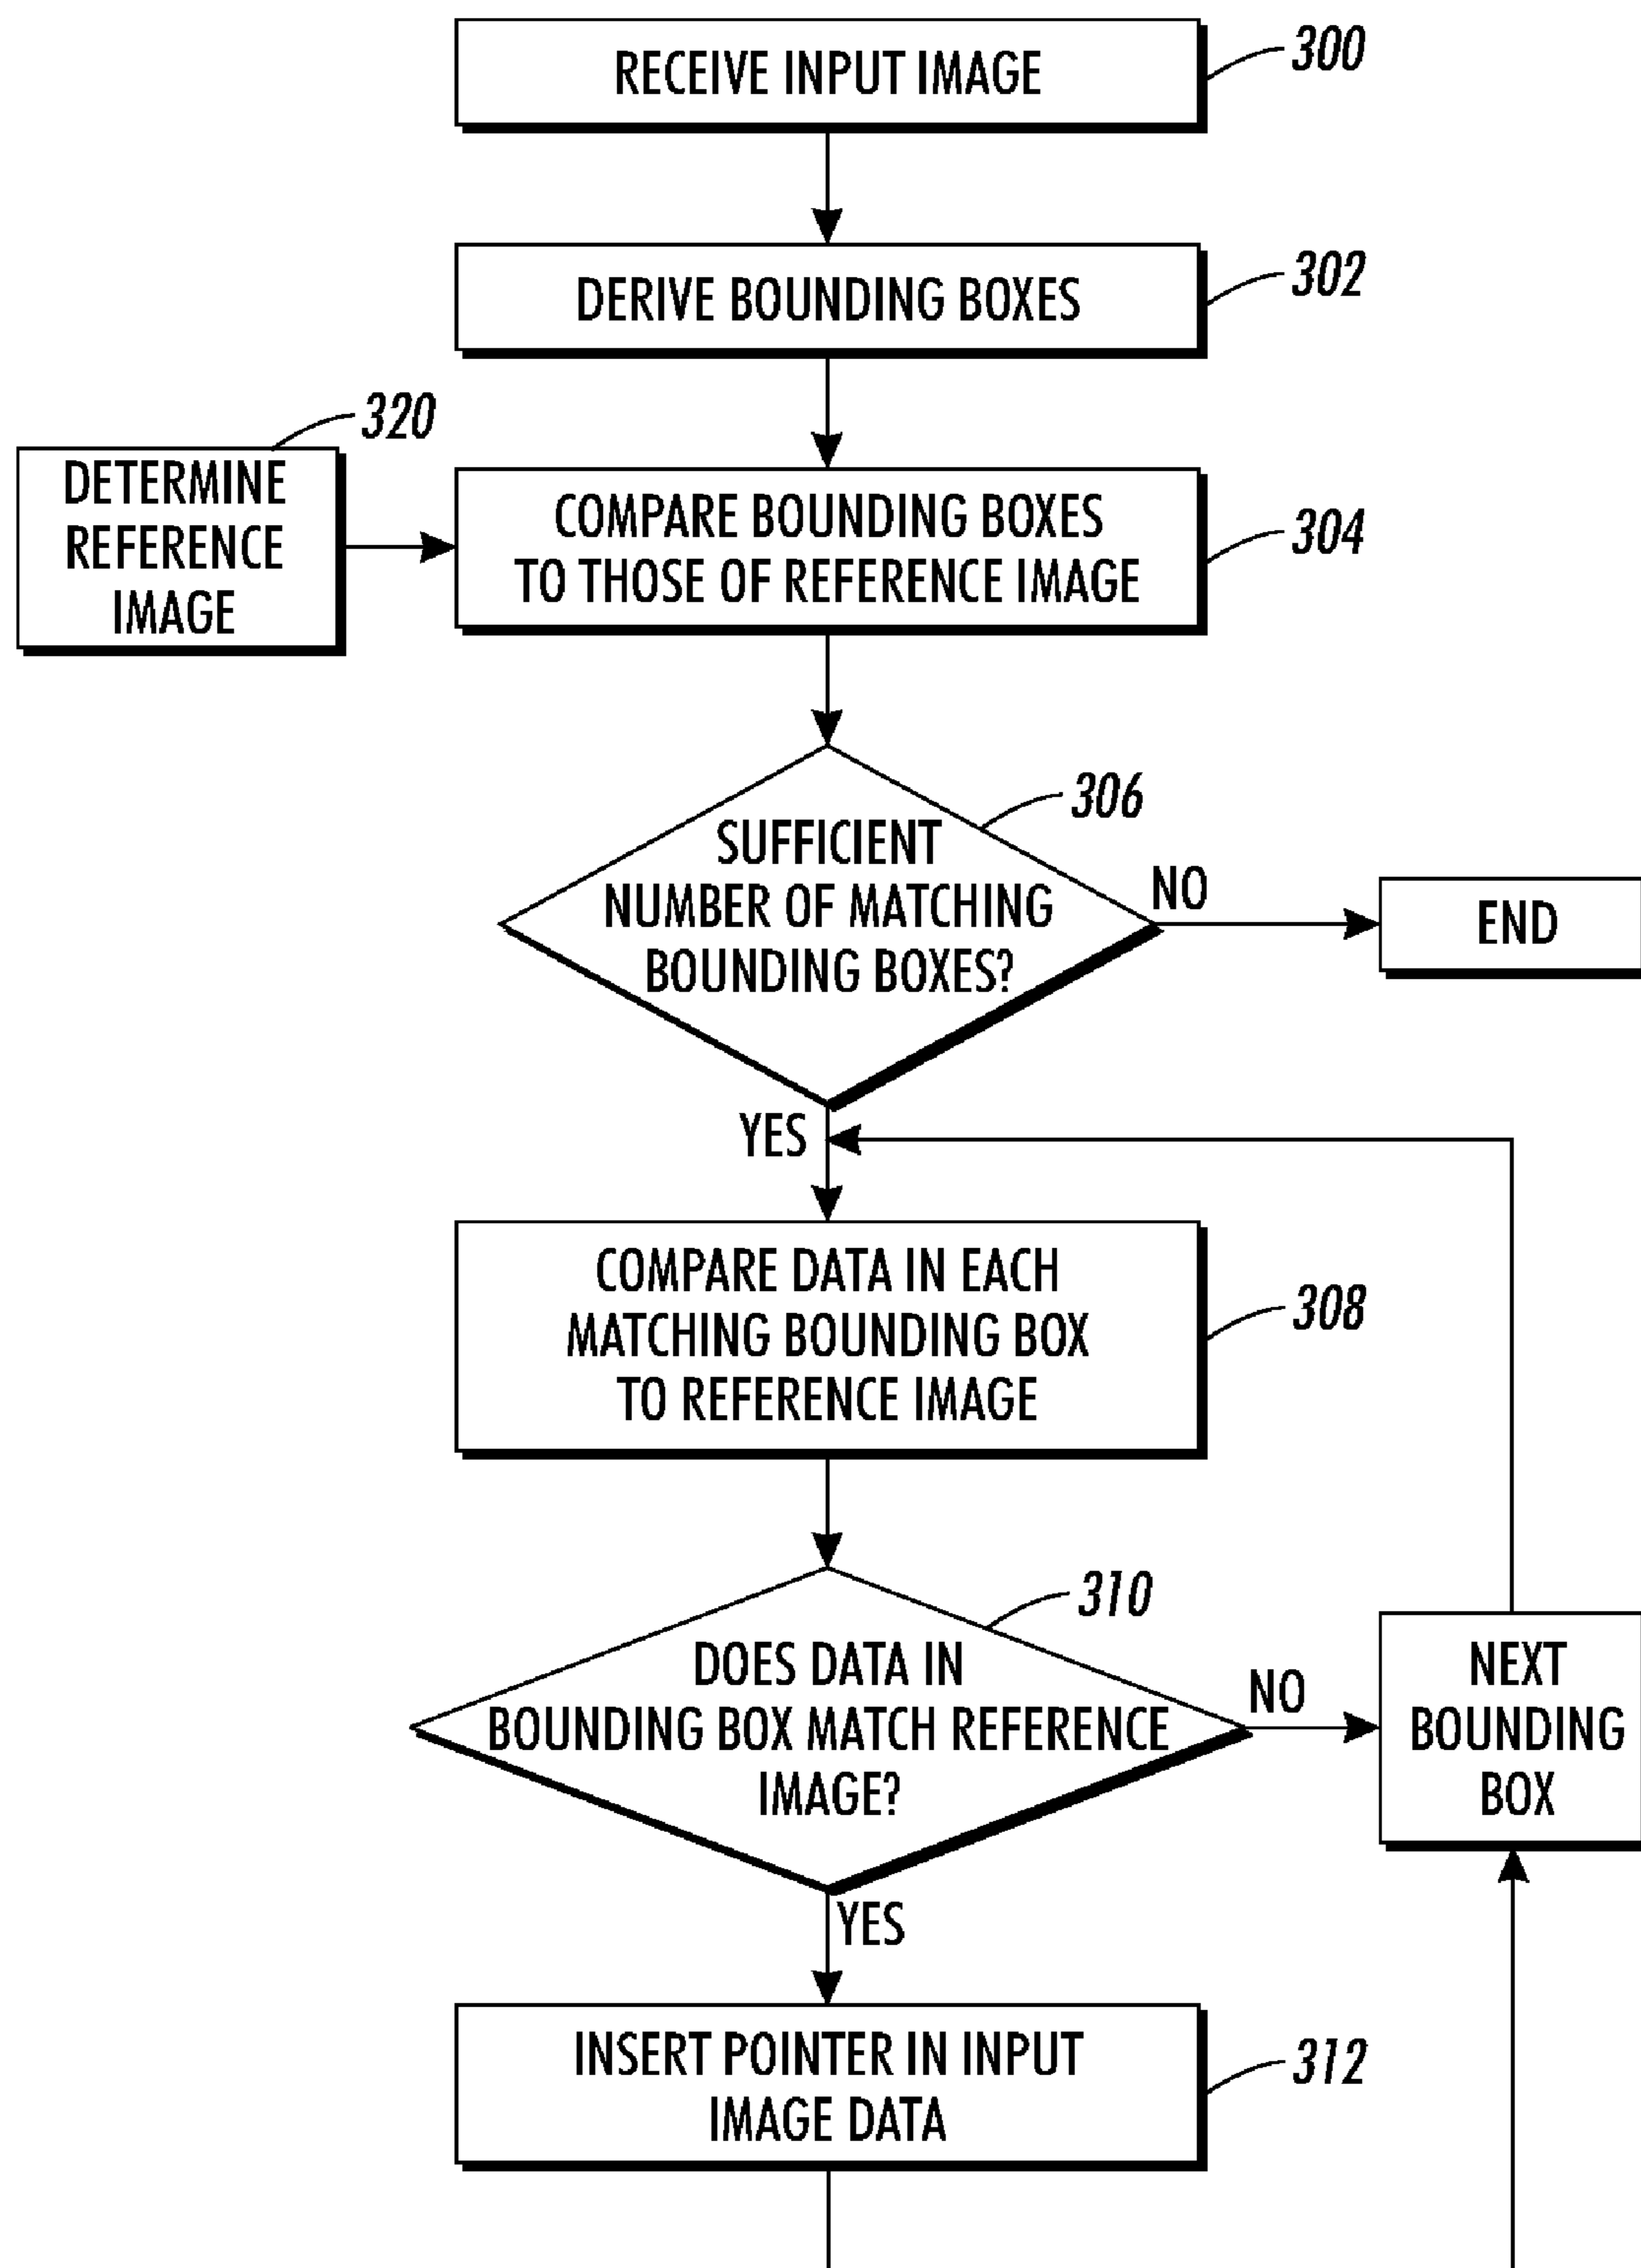 RECEIVE INPUT IMAGE
300
DERIVE BOUNDING BOXES
302
320
DETERMINE
REFERENCE
IMAGE
COMPARE BOUNDING BOXES
TO THOSE OF REFERENCE IMAGE
304
306
SUFFICIENT
NUMBER OF MATCHING
BOUNDING BOXES?
NO
END
YES
COMPARE DATA IN EACH
MATCHING BOUNDING BOX
TO REFERENCE IMAGE
308
310
DOES DATA IN
BOUNDING BOX MATCH REFERENCE
IMAGE?
NO
NEXT
BOUNDING
BOX
YES
INSERT POINTER IN INPUT
IMAGE DATA
312